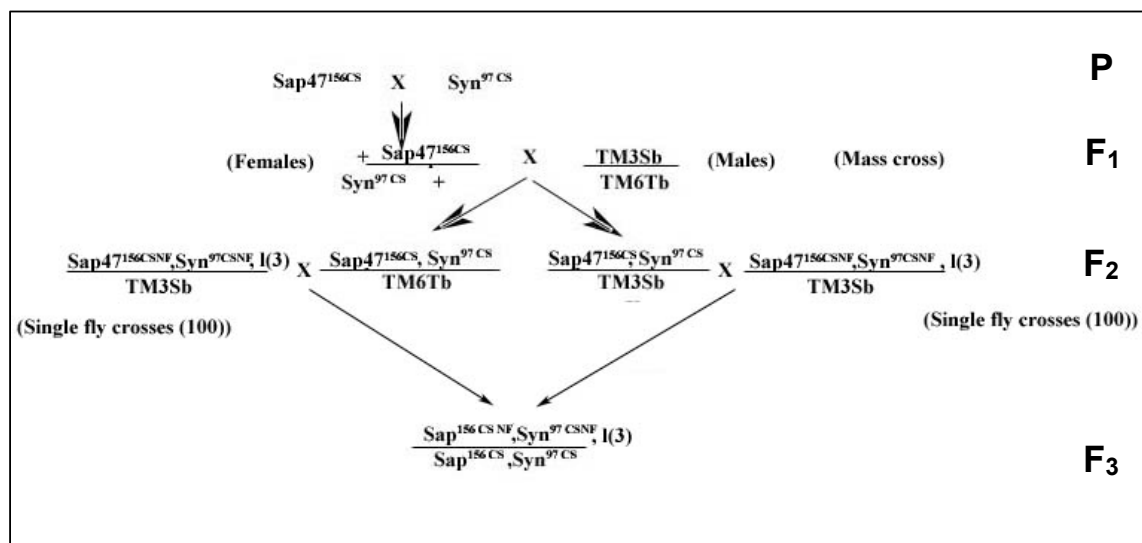 P
Sap47156CS X Syn97 CS
F1
(Females) + Sap47156CS X TM3Sb (Males) (Mass cross)
Syn97 CS + TM6Tb
F2
Sap47156CSNF,Syn97CSNF, l(3) X Sap47156CS, Syn97 CS Sap47156CS, Syn97 CS X Sap47156CSNF,Syn97CSNF , l(3)
TM3Sb TM6Tb TM3Sb TM3Sb
(Single fly crosses (100)) (Single fly crosses (100))
Sap156 CS NF,Syn97 CSNF, l(3)
Sap156 CS ,Syn97 CS
F3